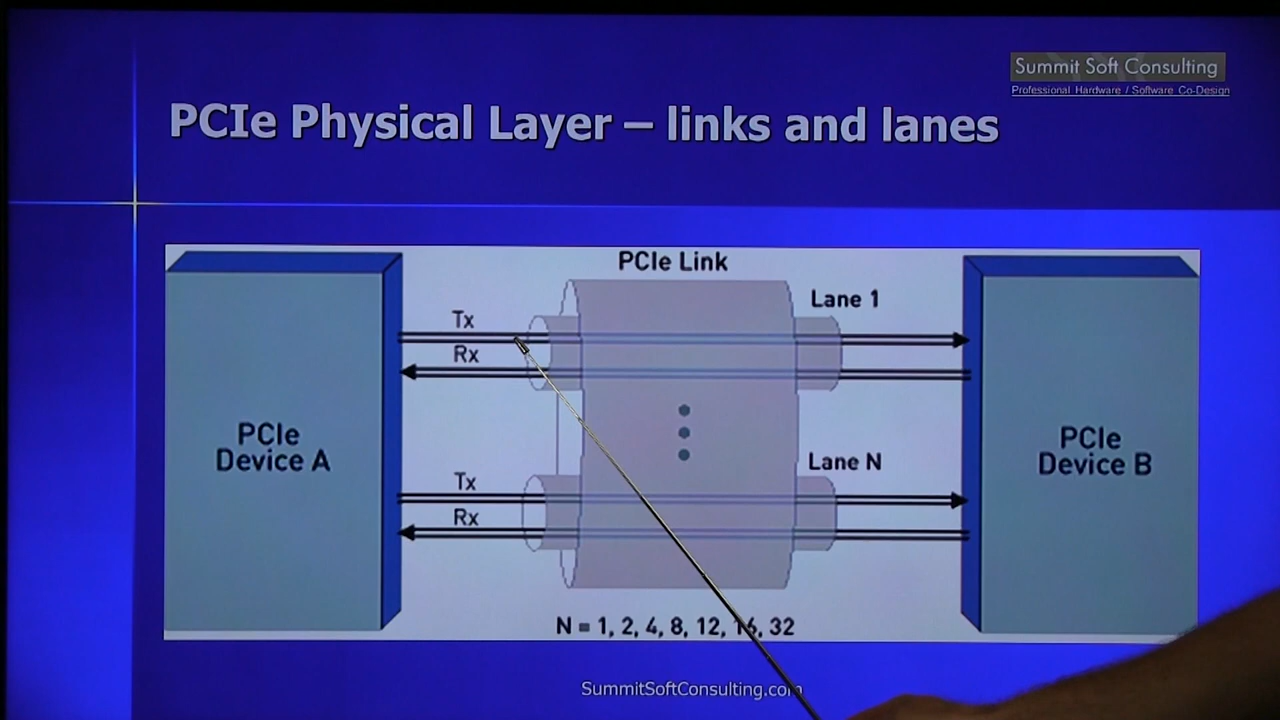 Summit Soft Consulting
Professional Hardware / Software Co-Design
PCIe Physical Layer – links and lanes
PCIe Link
Lane 1
Tx
Rx
PCIe
Device A
PCIe
Device B
Lane N
Tx
Rx
N = 1, 2, 4, 8, 12, 16, 32
SummitSoftConsulting.com